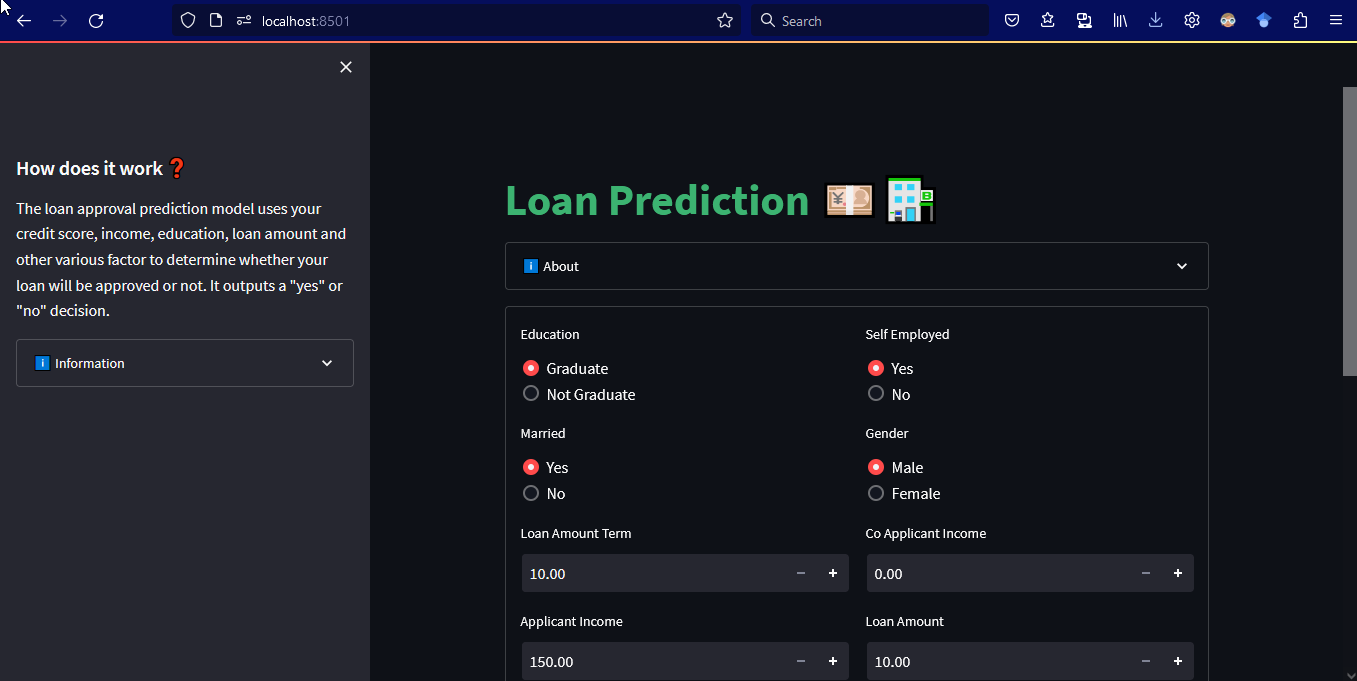 localhost:8501
Search
How does it work ❓
The loan approval prediction model uses your
credit score, income, education, loan amount and
other various factor to determine whether your
loan will be approved or not. It outputs a "yes" or
"no" decision.
ℹ️ Information
Loan Prediction 💴 🏦
ℹ️ About
Education
Self Employed
Graduate
Yes
Not Graduate
No
Married
Gender
Yes
Male
No
Female
Loan Amount Term
Co Applicant Income
10.00
0.00
Applicant Income
Loan Amount
150.00
10.00